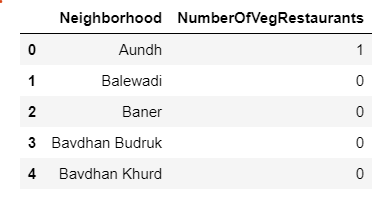 Neighborhood NumberOfVegRestaurants
0 Aundh 1
1 Balewadi 0
2 Baner 0
3 Bavdhan Budruk 0
4 Bavdhan Khurd 0